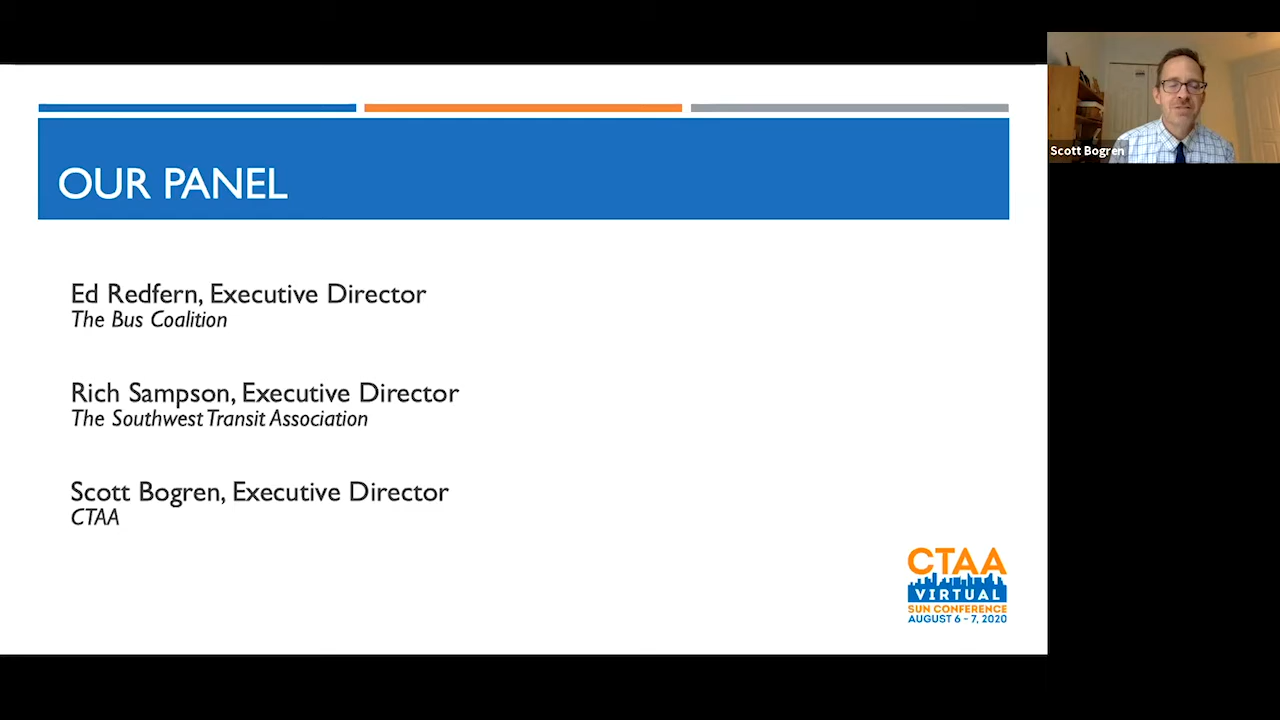 OUR PANEL
Scott Bogren
Ed Redfern, Executive Director
The Bus Coalition
Rich Sampson, Executive Director
The Southwest Transit Association
Scott Bogren, Executive Director
CTAA
CTAA
VIRTUAL
SUN CONFERENCE
AUGUST 6 - 7, 2020